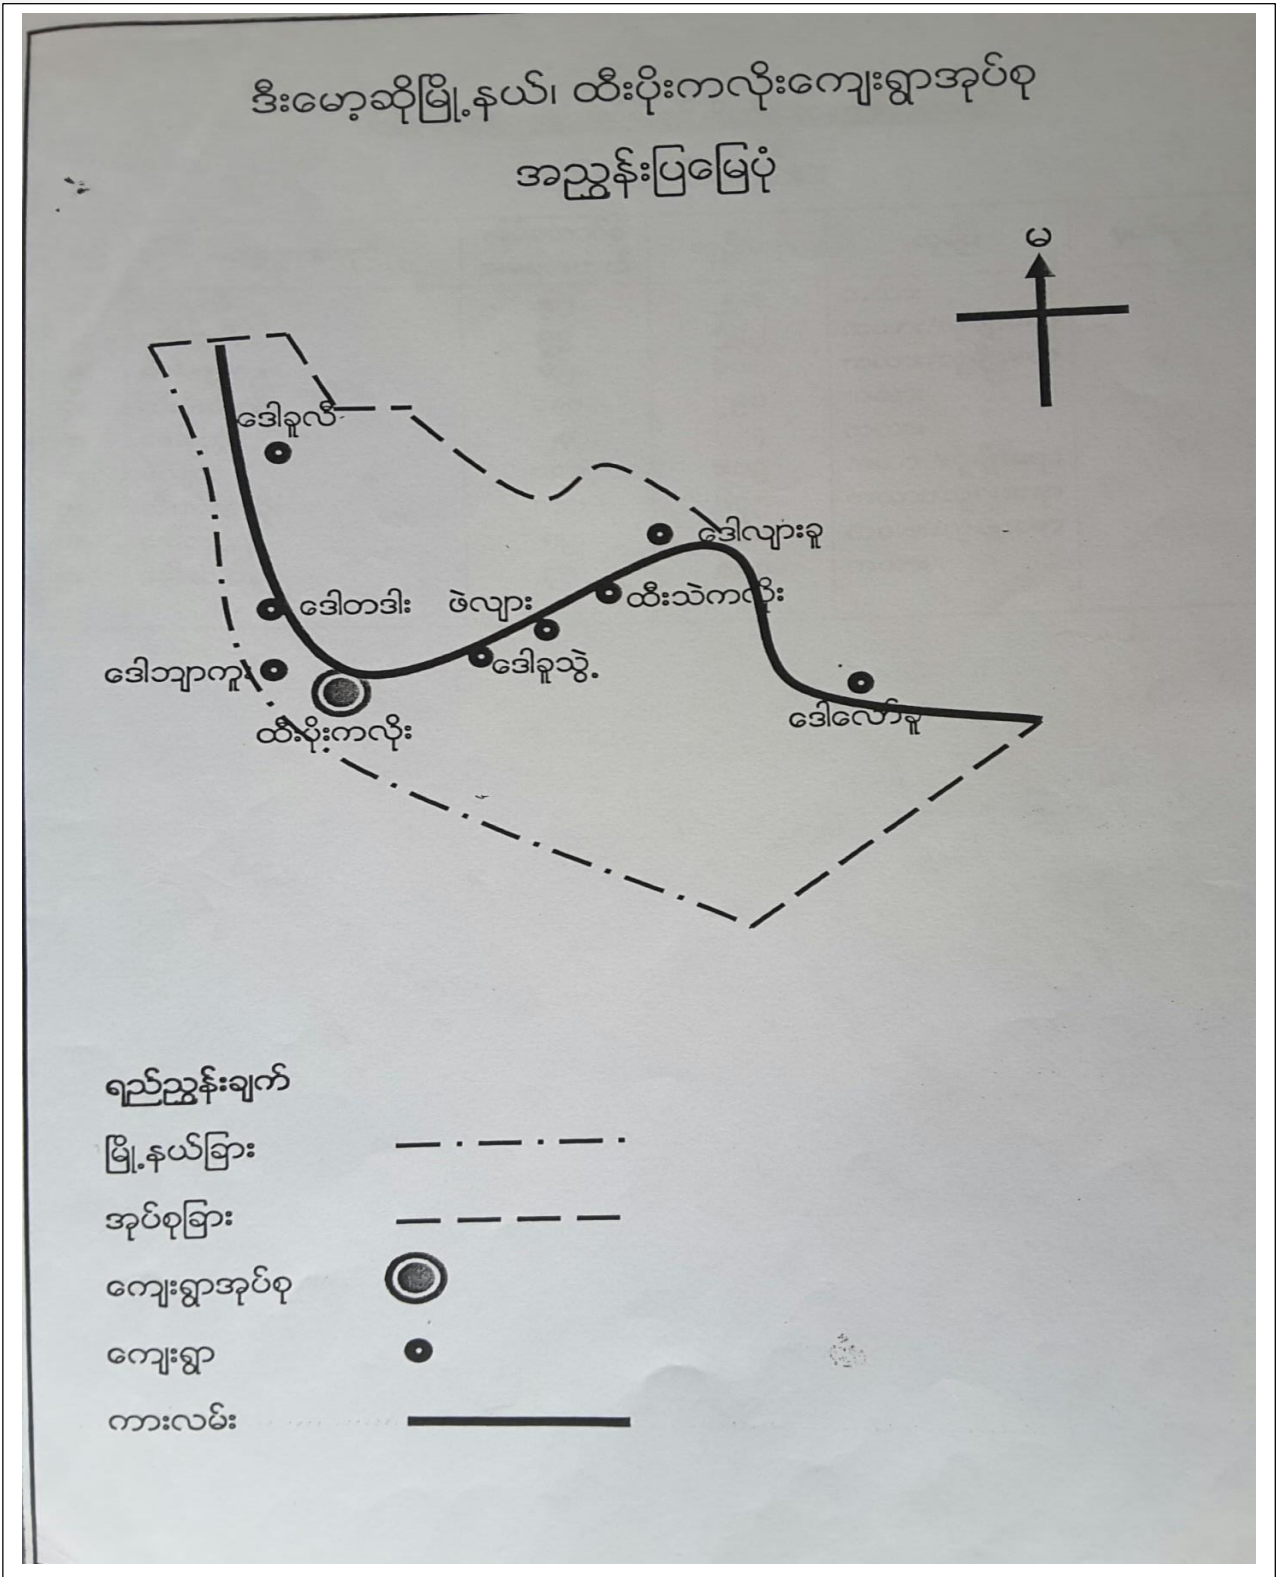 ဒီးမော့ဆိုမြို့နယ်၊ ထီးပိုးကလိုးကျေးရွာအုပ်စု
အညွှန်းပြမြေပုံ
မ
ဒေါခူလီ
ဒေါလျားခူ
ဒေါတဒါး ဖဲလျား ထီးသဲကလိုး
ဒေါဘျာကူ ဒေါခူသွဲ့
ထီးပိုးကလိုး ဒေါလော်ခူ
ရည်ညွှန်းချက်
မြို့နယ်ခြား
အုပ်စုခြား
ကျေးရွာအုပ်စု
ကျေးရွာ
ကားလမ်း